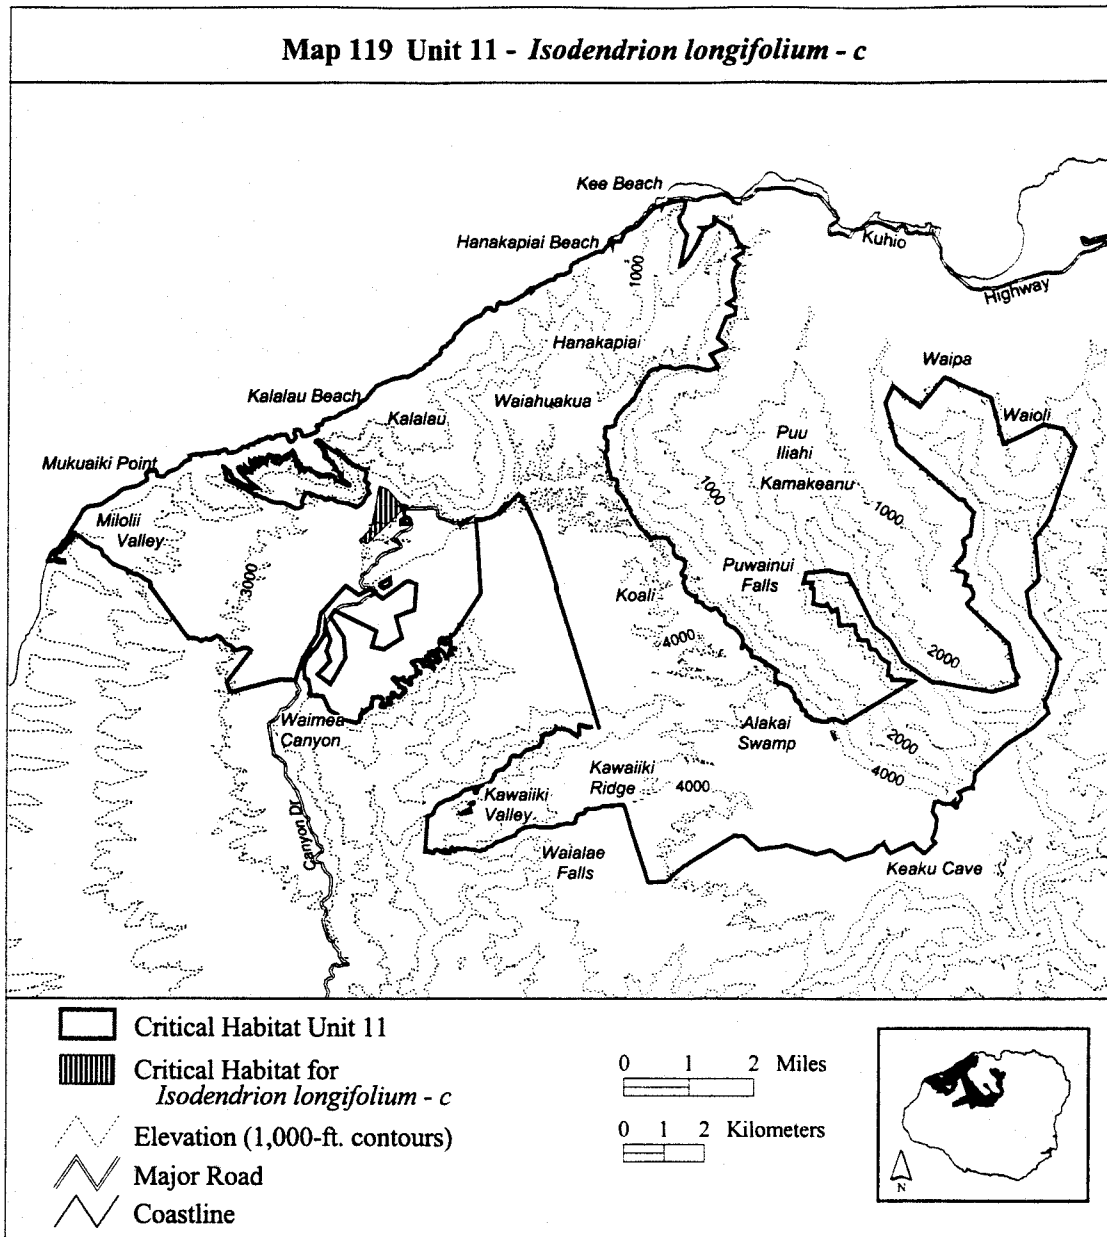 Map 119 Unit 11 - Isodendrion longifolium - c
Kee Beach
Hanakapiai Beach
Kuhio
Highway
1000
Hanakapiai
Waipa
Kalalau Beach
Waiahuakua
Kalalau
Waioli
Puu
Iliahi
Mukuaiki Point
Kamakeanu
1000
1000
Milolii
Valley
3000
Puwainui
Falls
Koali
4000
2000
Waimea
Canyon
Alakai
Swamp
2000
4000
Kawaiiki
Ridge
4000
Kawaiiki
Valley
Canyon Dr
Waialae
Falls
Keaku Cave
Critical Habitat Unit 11
Critical Habitat for
Isodendrion longifolium - c
Elevation (1,000-ft. contours)
Major Road
Coastline
0 1 2 Miles
0 1 2 Kilometers
N